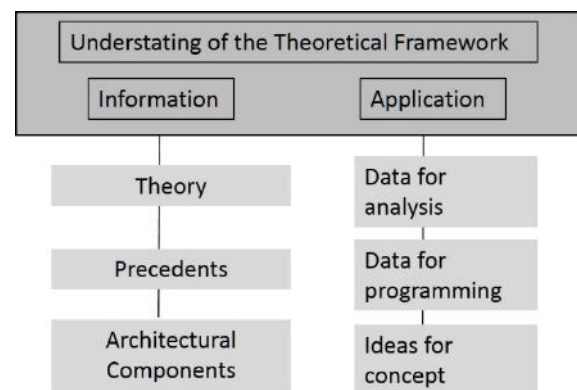 Understating of the Theoretical Framework
Information
Application
Theory
Precedents
Architectural
Components
Data for
analysis
Data for
programming
Ideas for
concept